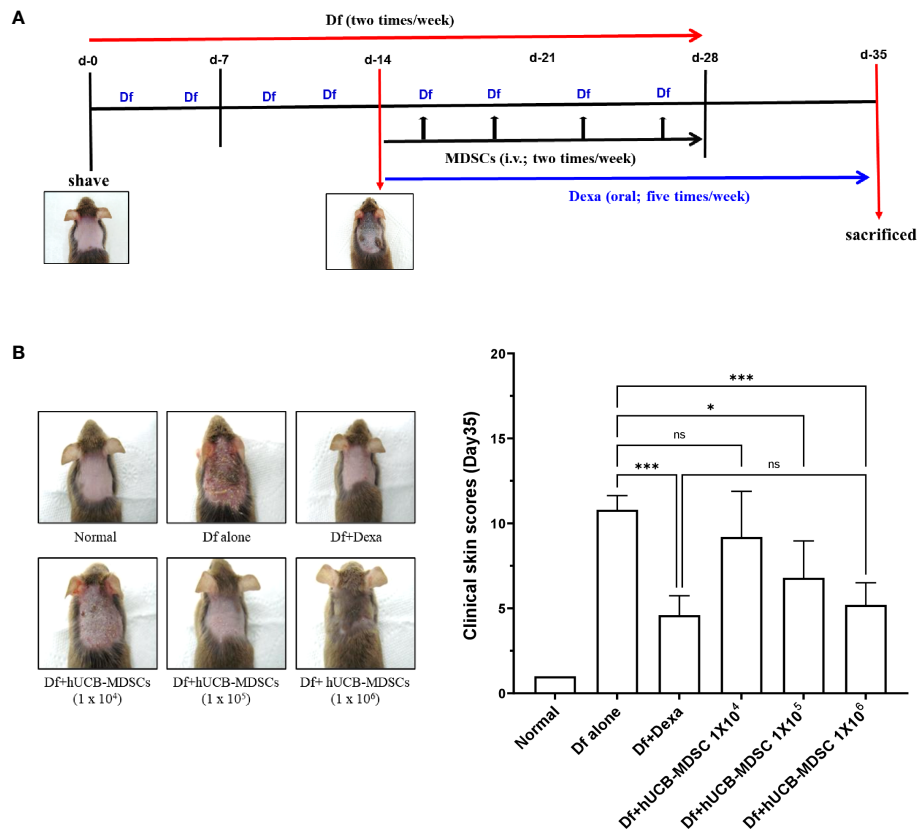 A
Df (two times/week)
d-0 d-7 d-14 d-21 d-28 d-35
Df Df Df Df Df Df Df Df
MDSCs (i.v.; two times/week)
shave
Dexa (oral; five times/week)
sacrificed
B
Normal Df alone Df+Dexa
Df+hUCB-MDSCs Df+hUCB-MDSCs Df+ hUCB-MDSCs
(1 x 10⁴) (1 x 10⁵) (1 x 10⁶)
Clinical skin scores (Day35)
20
15
10
5
0
***
*
ns
*** ns
Normal
Df alone
Df+Dexa
Df+hUCB-MDSC 1X10⁴
Df+hUCB-MDSC 1X10⁵
Df+hUCB-MDSC 1X10⁶